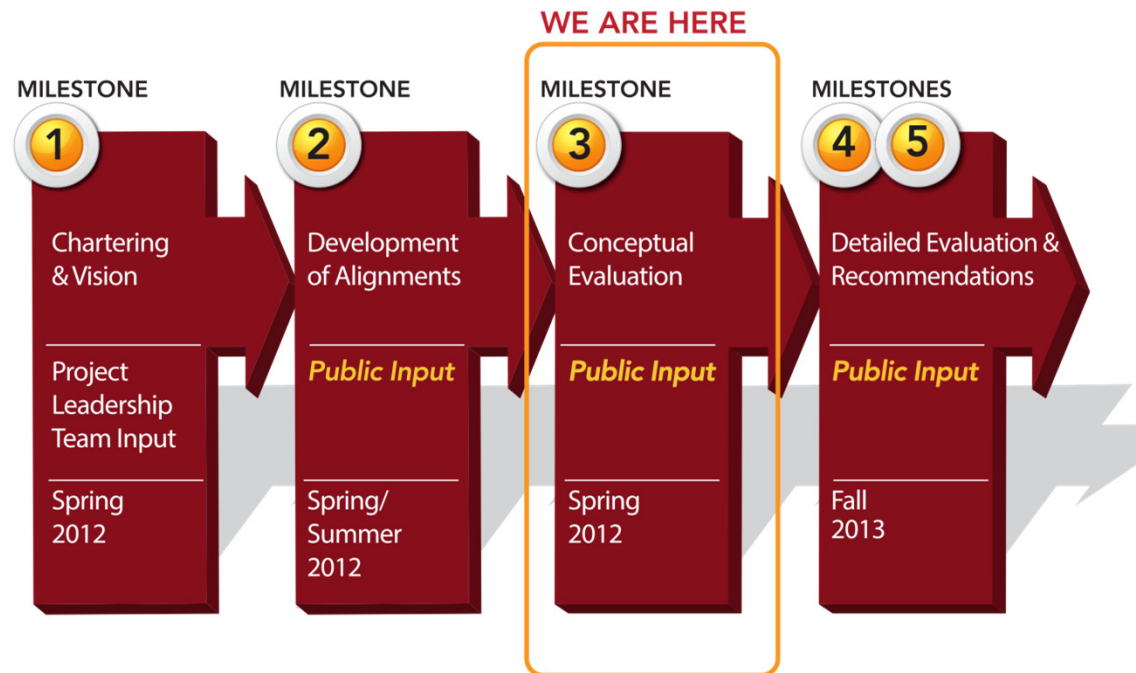 WE ARE HERE
MILESTONE
1
Chartering
& Vision
Project
Leadership
Team Input
Spring
2012
MILESTONE
2
Development
of Alignments
Public Input
Spring/
Summer
2012
MILESTONE
3
Conceptual
Evaluation
Public Input
Spring
2012
MILESTONES
4 5
Detailed Evaluation &
Recommendations
Public Input
Fall
2013